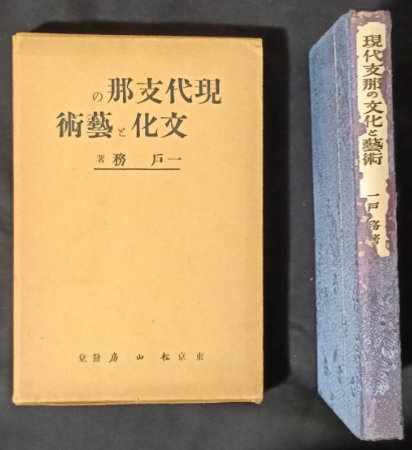 現代支那の
文化と藝術
一戸務著
東京松山房發兌
現代支那の文化と藝術
一戸務著